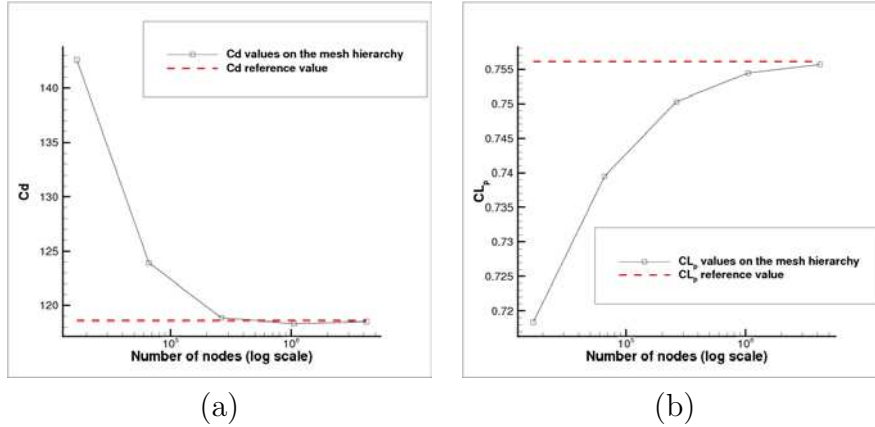 Cd values on the mesh hierarchy
Cd reference value
140
135
130
125
120
Cd
10⁵
10⁶
Number of nodes (log scale)
(a)
0.755
0.75
0.745
0.74
0.735
0.73
0.725
0.72
CLₚ
CLₚ values on the mesh hierarchy
CLₚ reference value
10⁵
10⁶
Number of nodes (log scale)
(b)